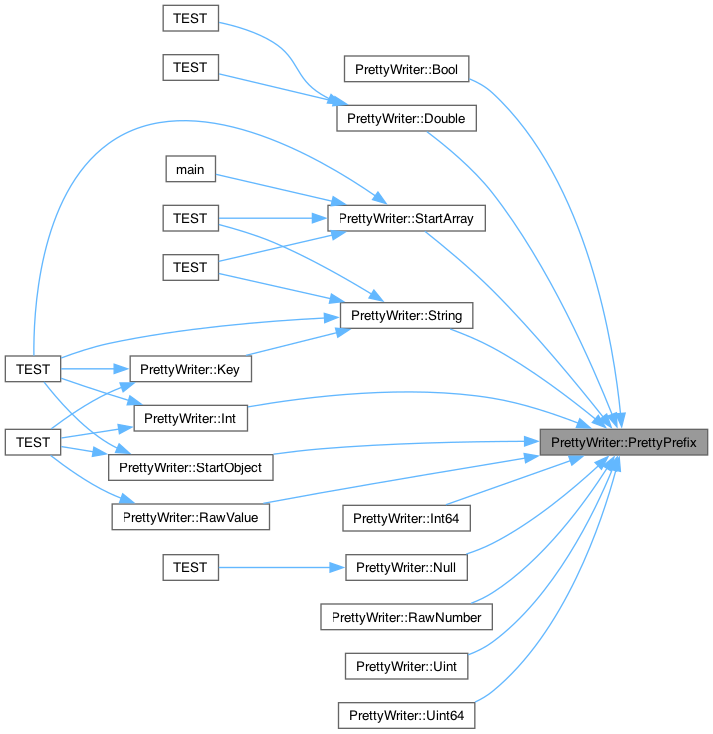 TEST
TEST
PrettyWriter::Bool
PrettyWriter::Double
main
TEST
PrettyWriter::StartArray
TEST
PrettyWriter::String
TEST
PrettyWriter::Key
PrettyWriter::Int
TEST
PrettyWriter::PrettyPrefix
PrettyWriter::StartObject
PrettyWriter::RawValue
PrettyWriter::Int64
TEST
PrettyWriter::Null
PrettyWriter::RawNumber
PrettyWriter::Uint
PrettyWriter::Uint64